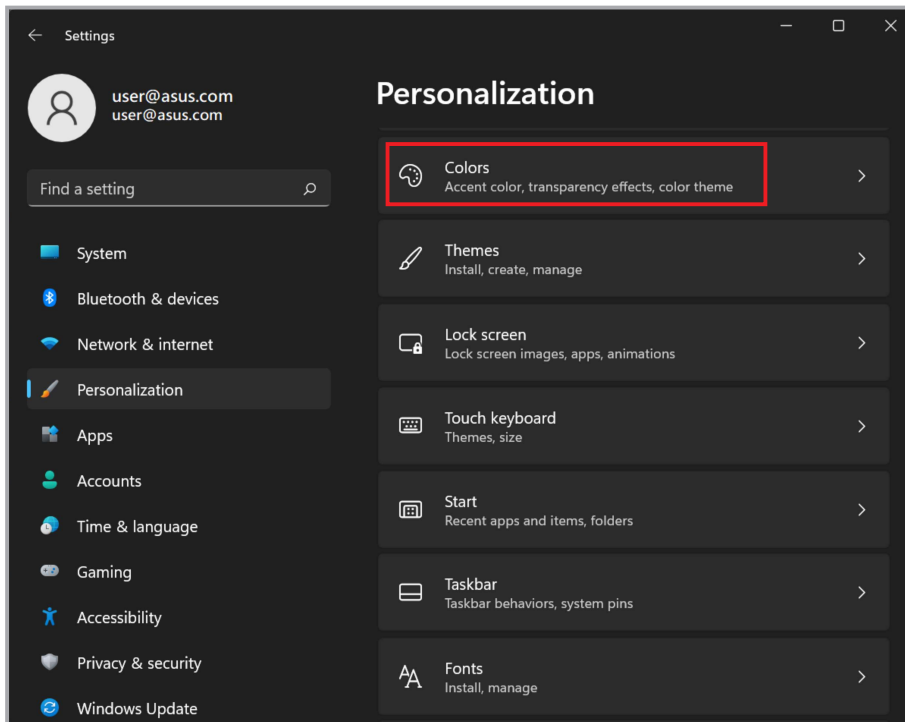 Settings
user@asus.com
user@asus.com
Find a setting
System
Bluetooth & devices
Network & internet
Personalization
Apps
Accounts
Time & language
Gaming
Accessibility
Privacy & security
Windows Update
Personalization
Colors
Accent color, transparency effects, color theme
Themes
Install, create, manage
Lock screen
Lock screen images, apps, animations
Touch keyboard
Themes, size
Start
Recent apps and items, folders
Taskbar
Taskbar behaviors, system pins
Fonts
Install, manage